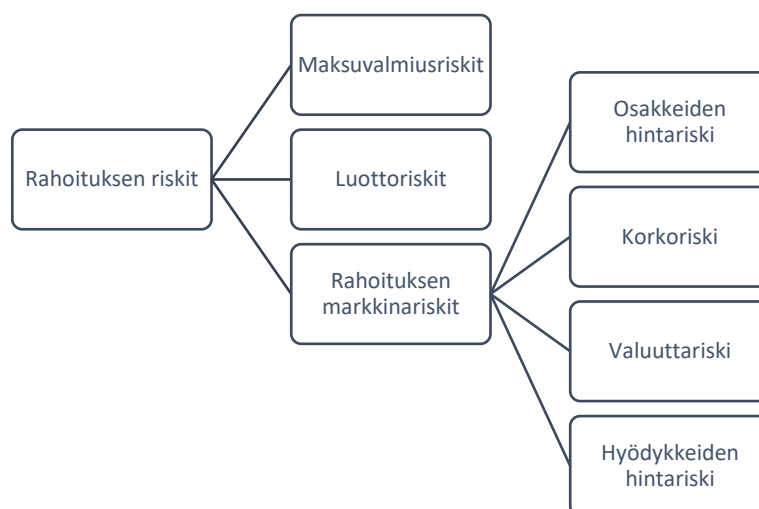 Rahoituksen riskit
Maksuvalmiusriskit
Luottoriskit
Rahoituksen
markkinariskit
Osakkeiden
hintariski
Korkoriski
Valuuttariski
Hyödykkeiden
hintariski